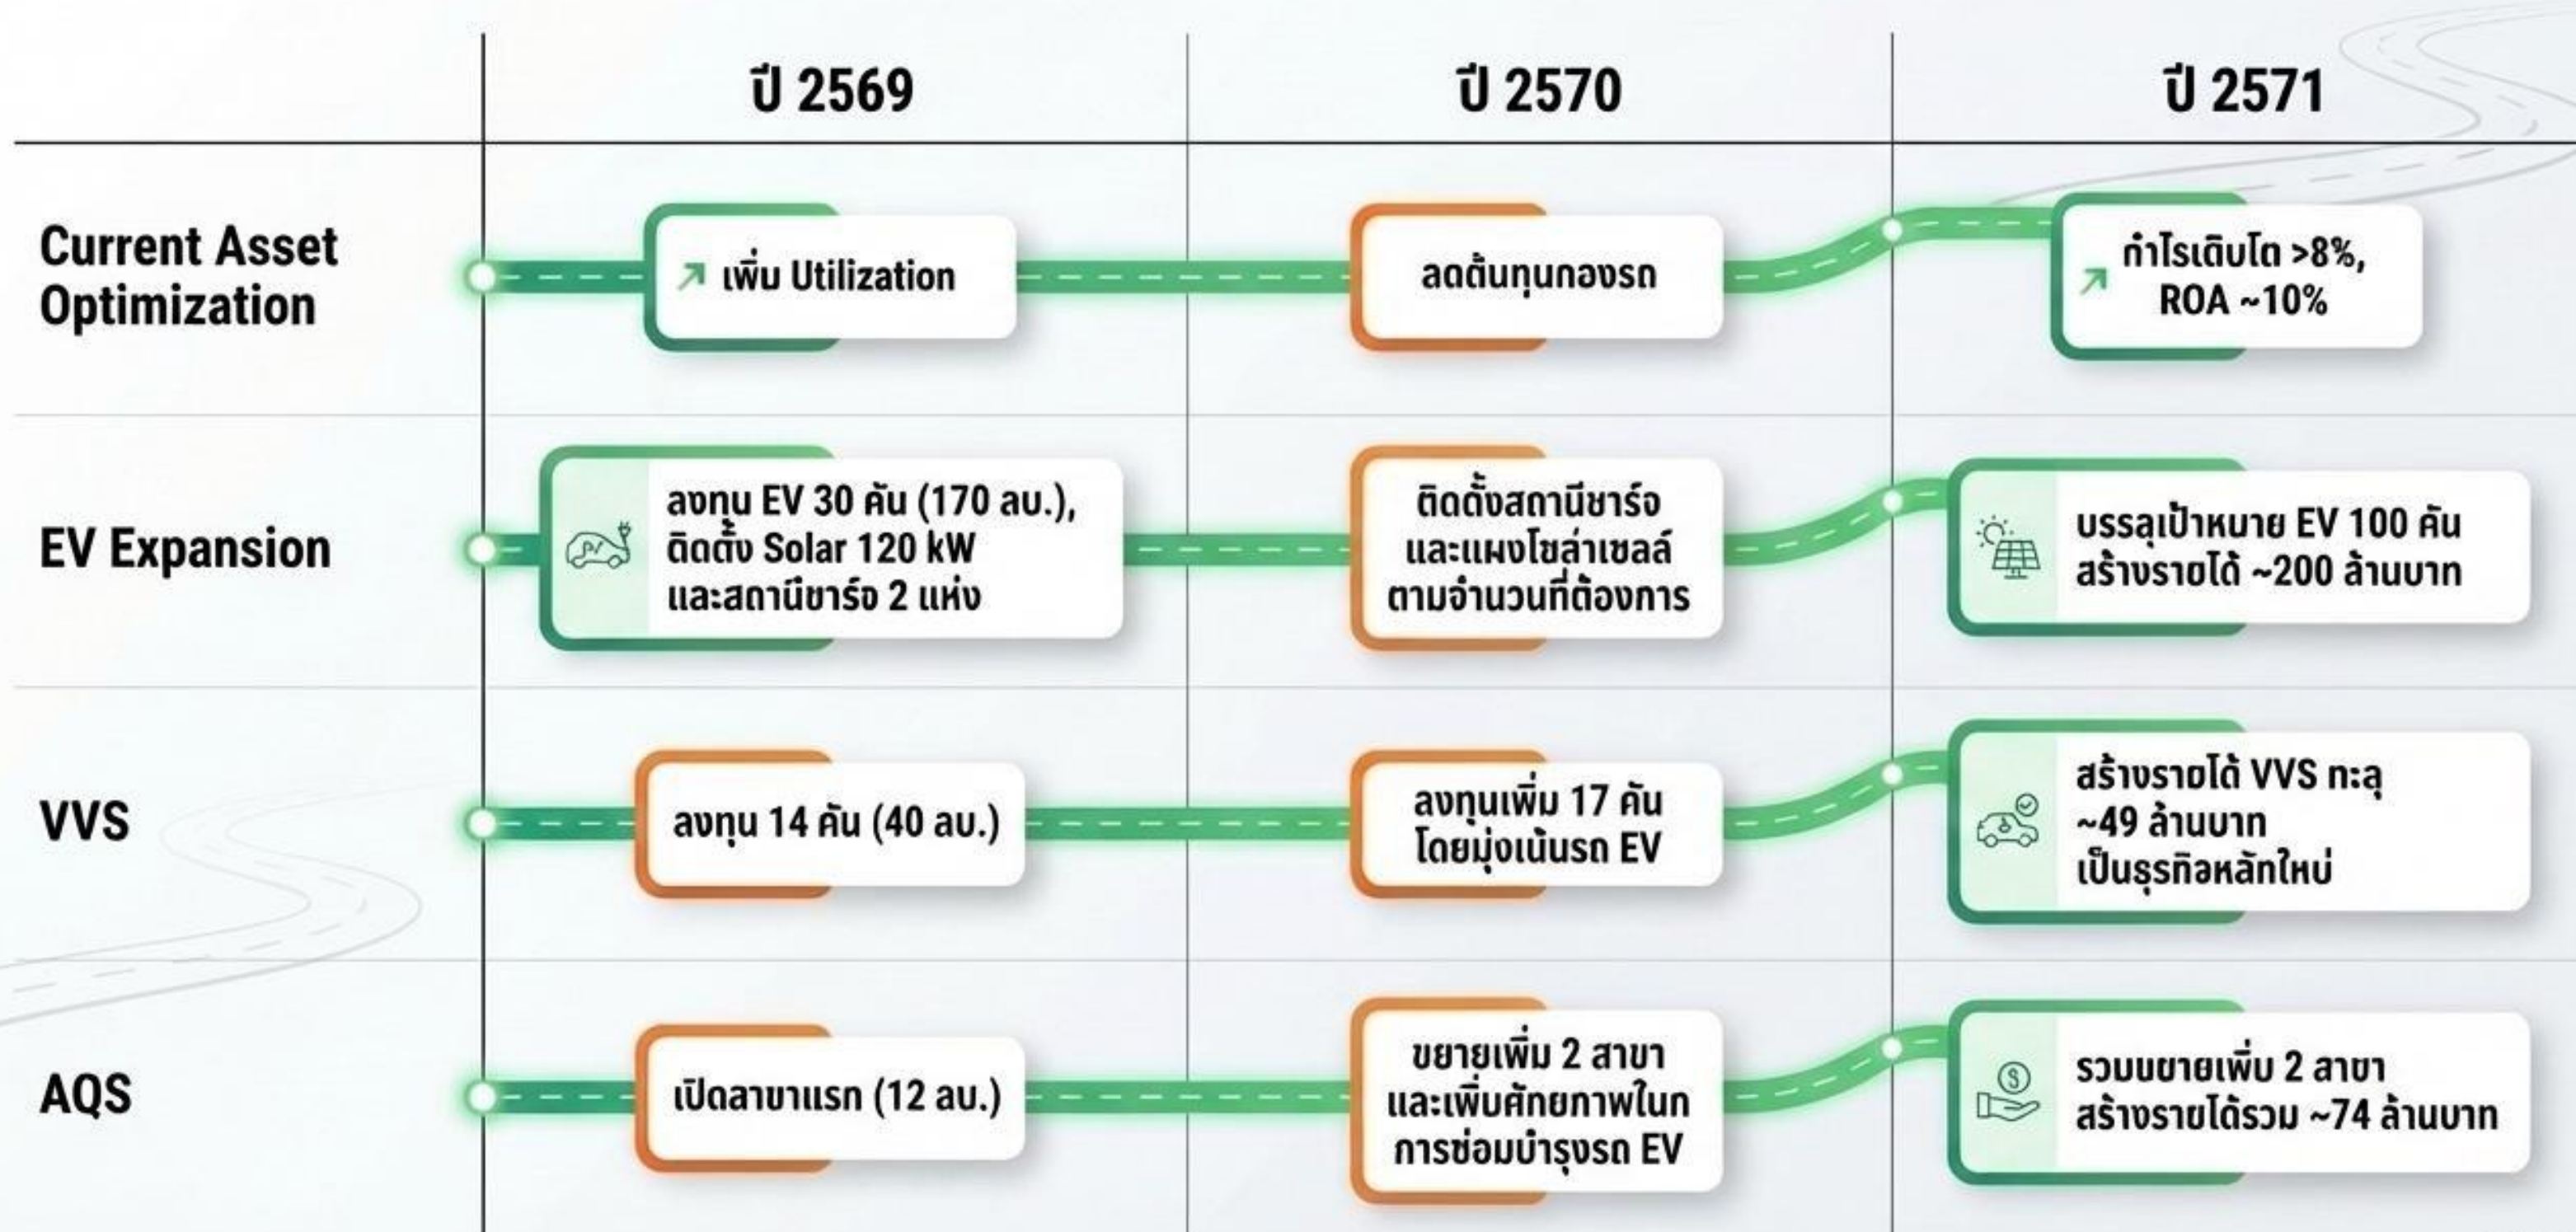 ปี 2569
ปี 2570
ปี 2571
Current Asset
Optimization
เพิ่ม Utilization
ลดต้นทุนกองรถ
กำไรเติบโต >8%,
ROA ~10%
EV Expansion
ลงทุน EV 30 คัน (170 ลบ.),
ติดตั้ง Solar 120 kW
และสถานีชาร์จ 2 แห่ง
ติดตั้งสถานีชาร์จ
และแผงโซล่าเซลล์
ตามจำนวนที่ต้องการ
บรรลุเป้าหมาย EV 100 คัน
สร้างรายได้ ~200 ล้านบาท
VVS
ลงทุน 14 คัน (40 ลบ.)
ลงทุนเพิ่ม 17 คัน
โดยมุ่งเน้นรถ EV
สร้างรายได้ VVS ทะลุ
~49 ล้านบาท
เป็นธุรกิจหลักใหม่
AQS
เปิดสาขาแรก (12 ลบ.)
ขยายเพิ่ม 2 สาขา
และเพิ่มศักยภาพในก
การซ่อมบำรุงรถ EV
เพิ่ม 2 สาขา
สร้างรายได้รวม ~74 ล้านบาท